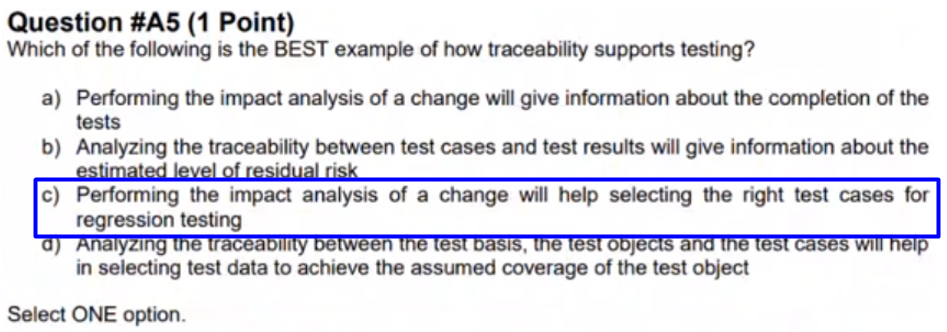 Question #A5 (1 Point)
Which of the following is the BEST example of how traceability supports testing?
a) Performing the impact analysis of a change will give information about the completion of the
tests
b) Analyzing the traceability between test cases and test results will give information about the
estimated level of residual risk
c) Performing the impact analysis of a change will help selecting the right test cases for
regression testing
d) Analyzing the traceability between the test basis, the test objects and the test cases will help
in selecting test data to achieve the assumed coverage of the test object
Select ONE option.